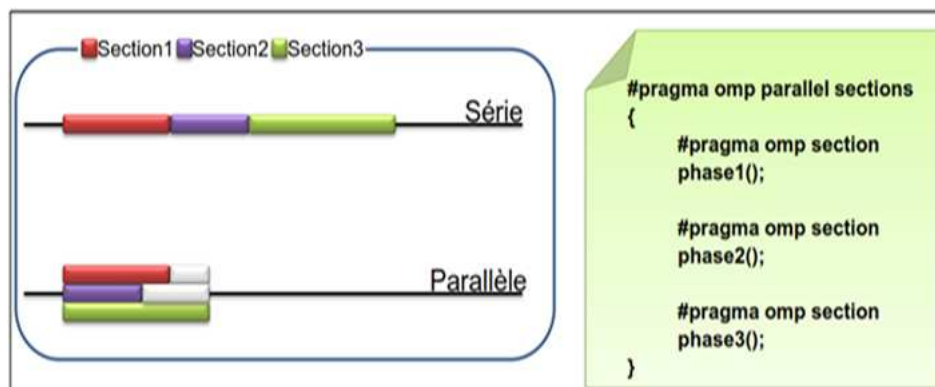 Section1 Section2 Section3
Série
Parallèle
#pragma omp parallel sections
{
#pragma omp section
phase1();
#pragma omp section
phase2();
#pragma omp section
phase3();
}